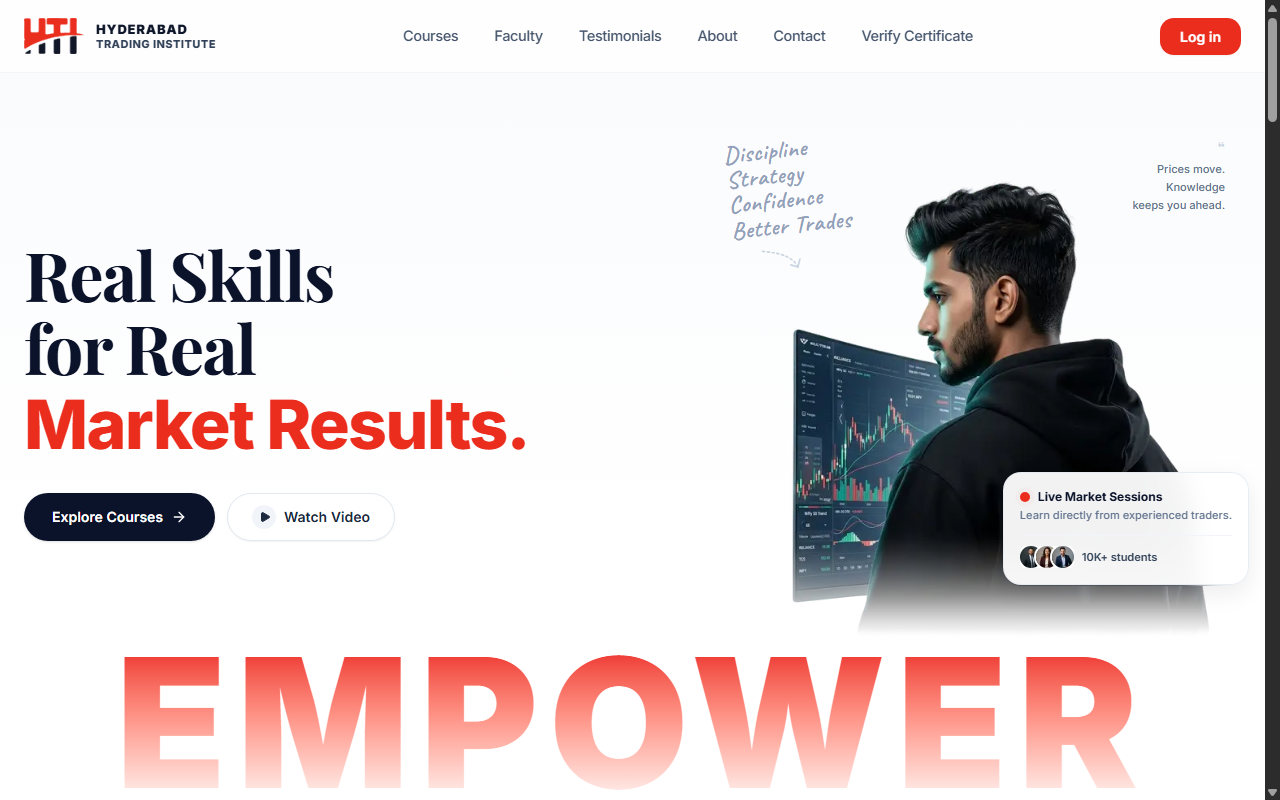 HTI
HYDERABAD
TRADING INSTITUTE
Courses
Faculty
Testimonials
About
Contact
Verify Certificate
Log in
Discipline
Strategy
Confidence
Better Trades
❝
Prices move.
Knowledge
keeps you ahead.
Real Skills
for Real
Market Results.
Explore Courses →
Watch Video
Live Market Sessions
Learn directly from experienced traders.
10K+ students
EMPOWER